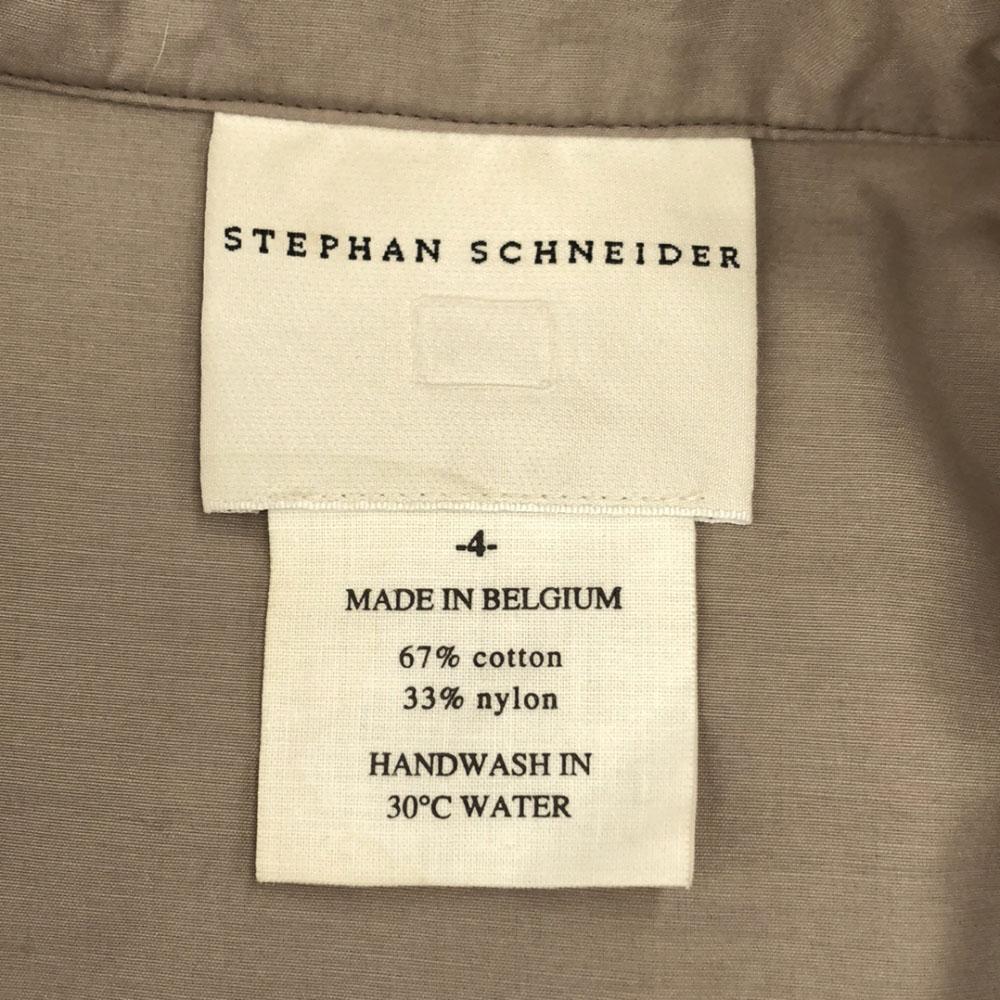 STEPHAN SCHNEIDER
-4-
MADE IN BELGIUM
67% cotton
33% nylon
HANDWASH IN
30°C WATER